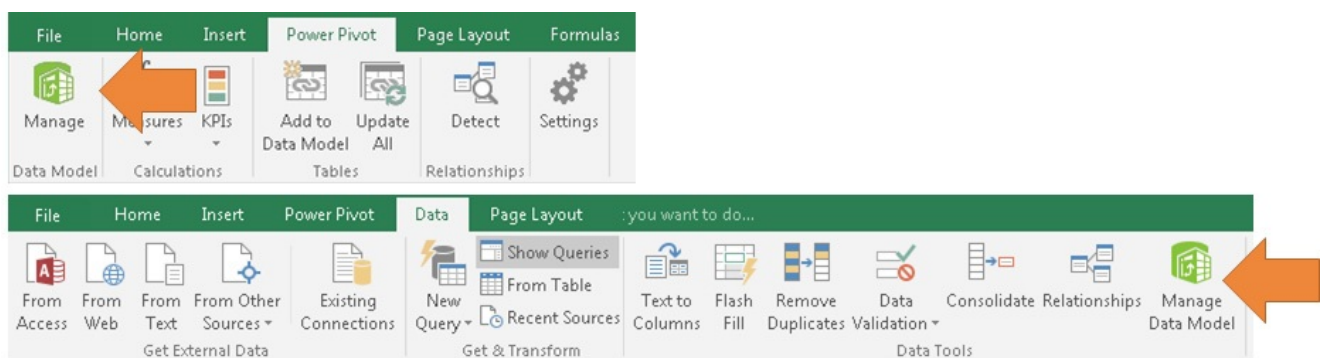 File Home Insert Power Pivot Page Layout Formulas
Manage Measures KPIs Add to Update Detect Settings
Data Model All
Data Model Calculations Tables Relationships
File Home Insert Power Pivot Data Page Layout :you want to do...
Show Queries
From Table
From From From From Other Existing New Text to Flash Remove Data Consolidate Relationships Manage
Access Web Text Sources Connections Query Recent Sources Columns Fill Duplicates Validation Data Model
Get External Data Get & Transform Data Tools